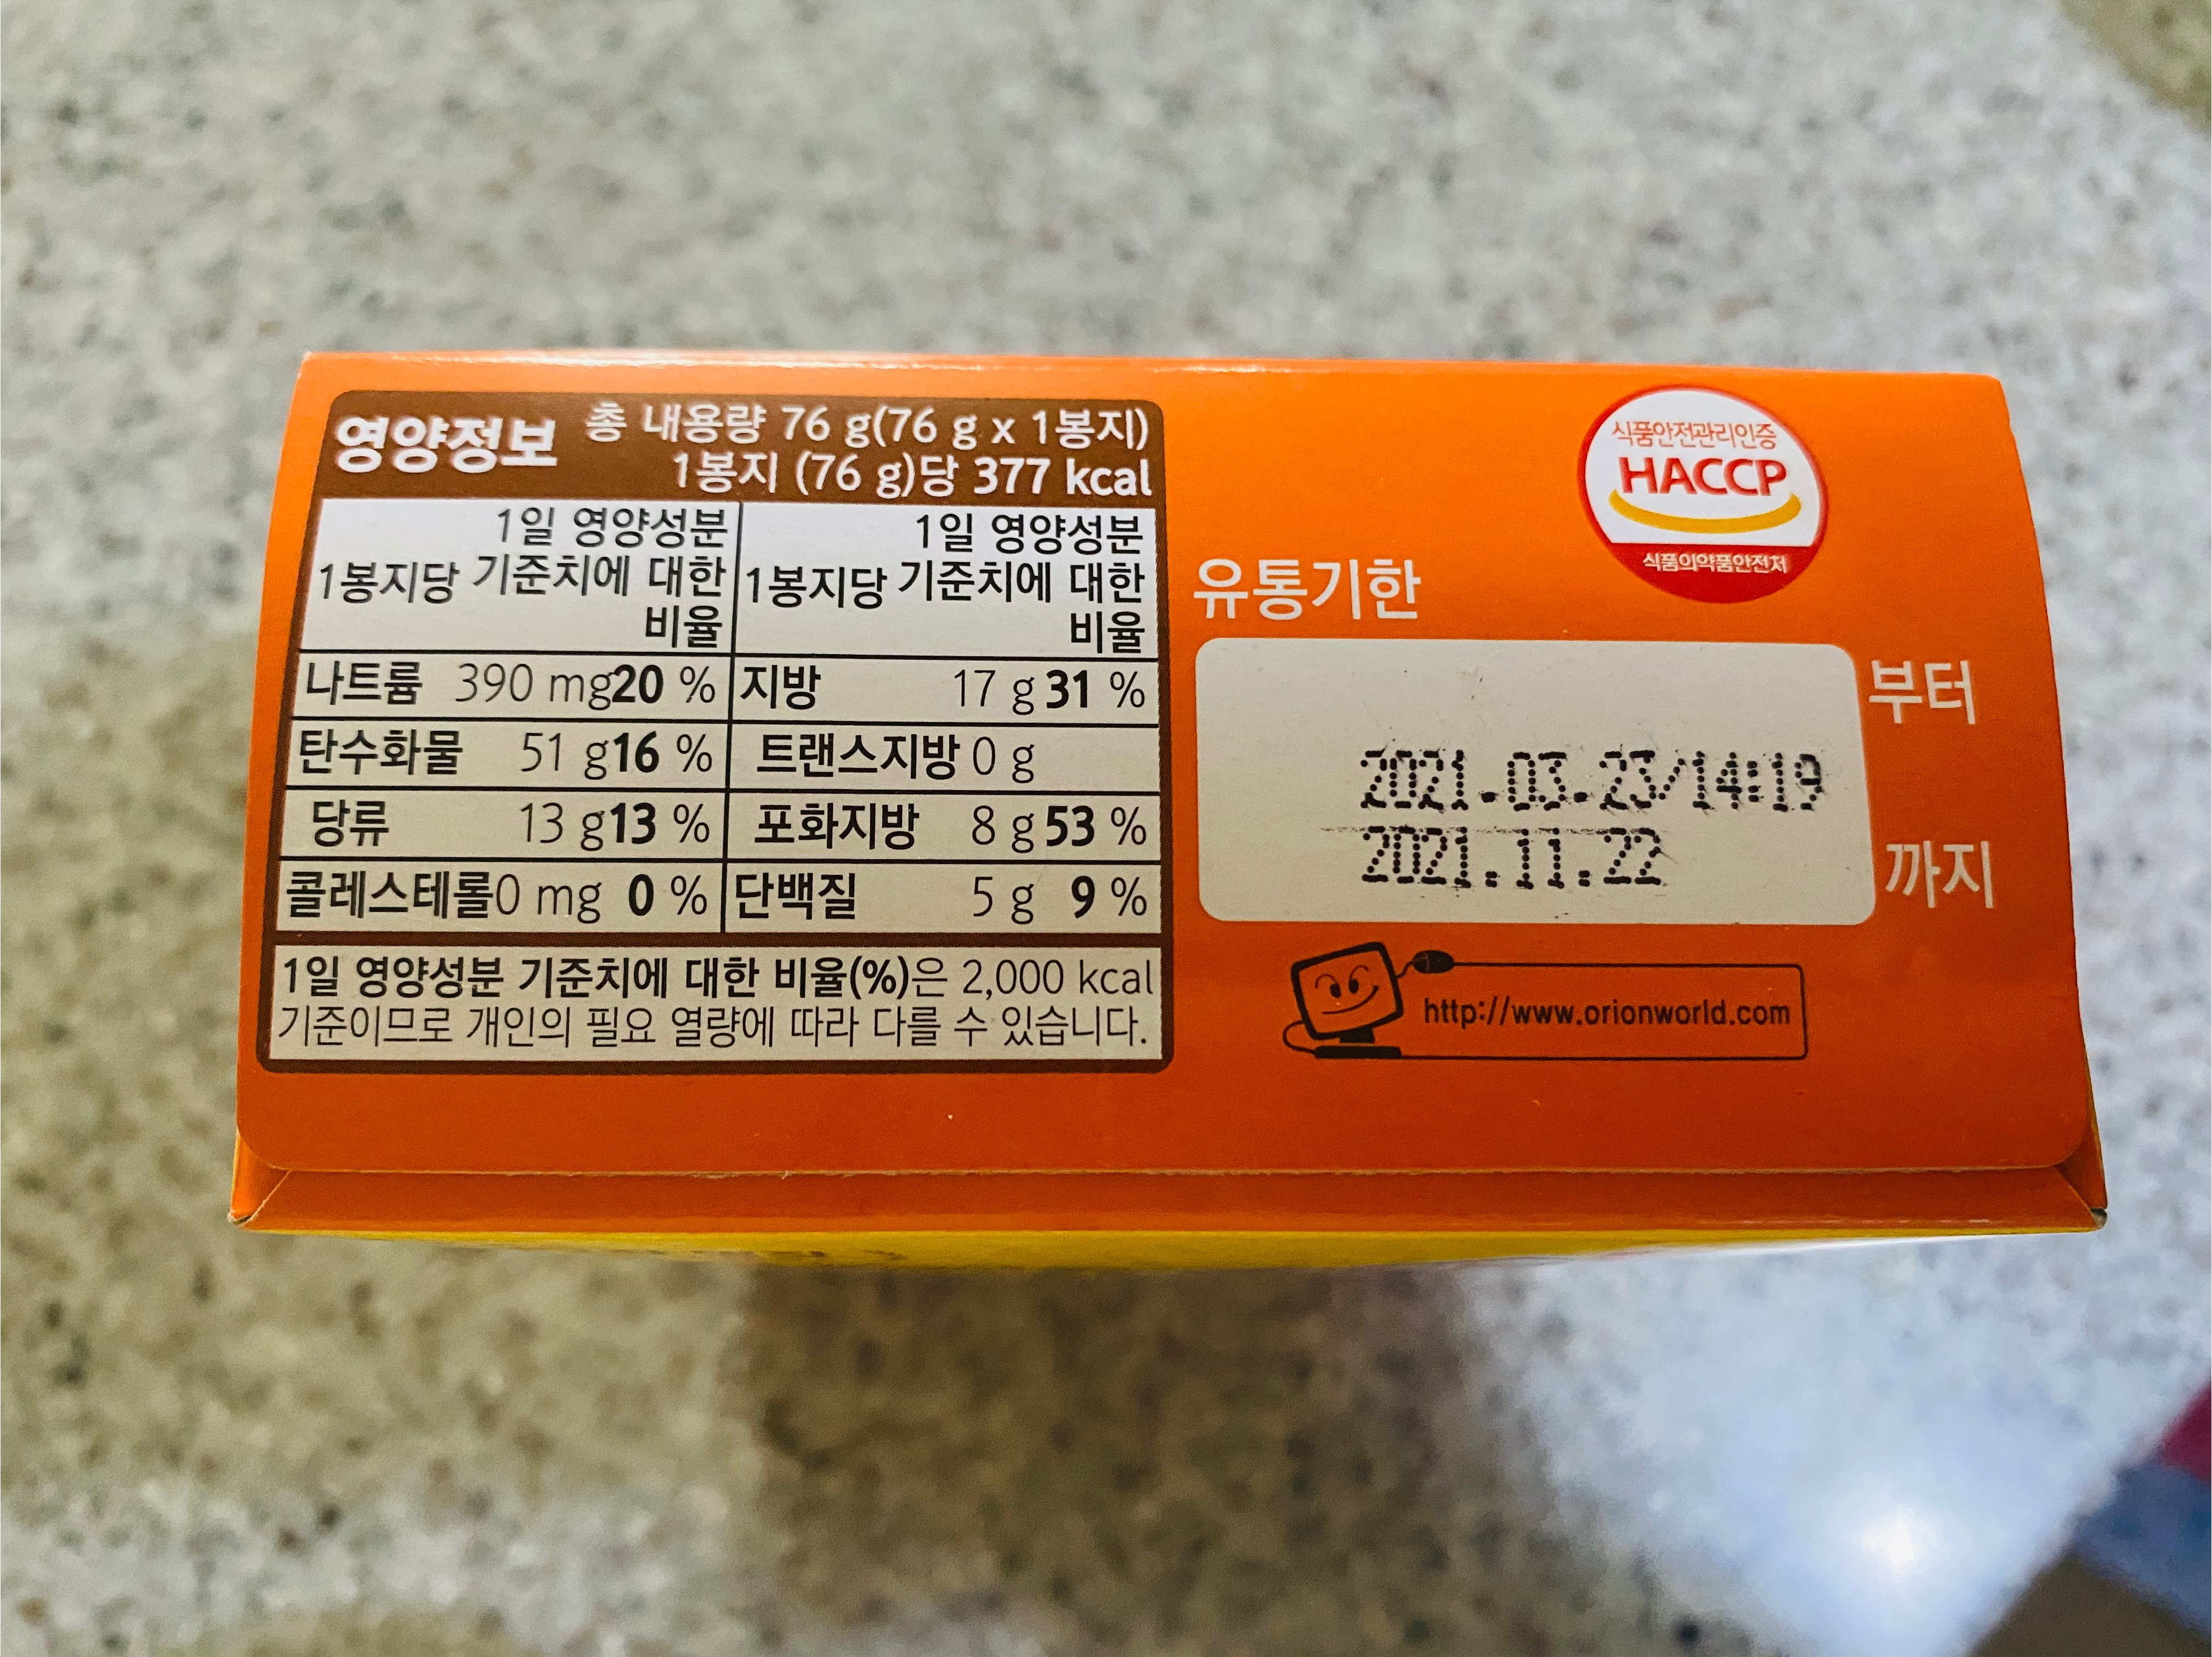 영양정보
총 내용량 76 g(76 g x 1봉지)
1봉지 (76 g)당 377 kcal
1봉지당 1일 영양성분 기준치에 대한 비율
1봉지당 1일 영양성분 기준치에 대한 비율
나트륨 390 mg 20 %
지방 17 g 31 %
탄수화물 51 g 16 %
트랜스지방 0 g
당류 13 g 13 %
포화지방 8 g 53 %
콜레스테롤 0 mg 0 %
단백질 5 g 9 %
1일 영양성분 기준치에 대한 비율(%)은 2,000 kcal
기준이므로 개인의 필요 열량에 따라 다를 수 있습니다.
식품안전관리인증
HACCP
식품의약품안전처
유통기한
부터
2021.03.23/14:19
2021.11.22
까지
http://www.orionworld.com